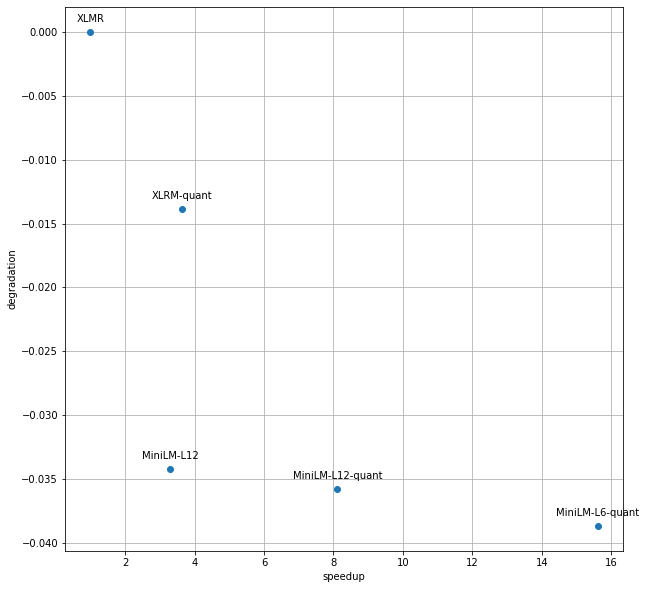 XLMR
0.000
−0.005
−0.010
XLRM-quant
−0.015
−0.020
degradation
−0.025
−0.030
MiniLM-L12
MiniLM-L12-quant
−0.035
MiniLM-L6-quant
−0.040
2 4 6 8 10 12 14 16
speedup